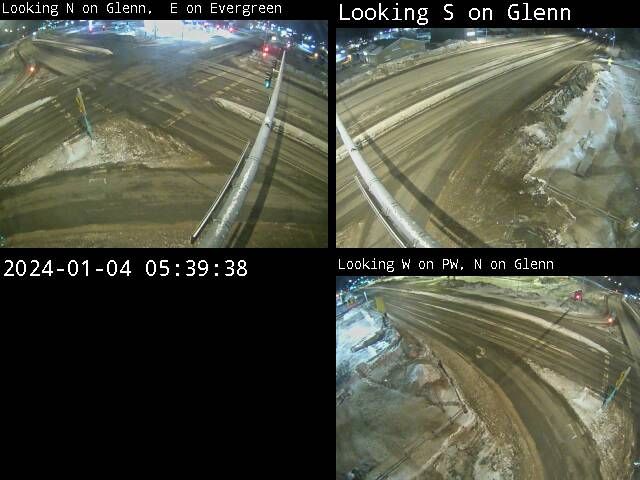 Looking N on Glenn,  E on Evergreen
Looking S on Glenn
2024-01-04 05:39:38
Looking W on PW, N on Glenn